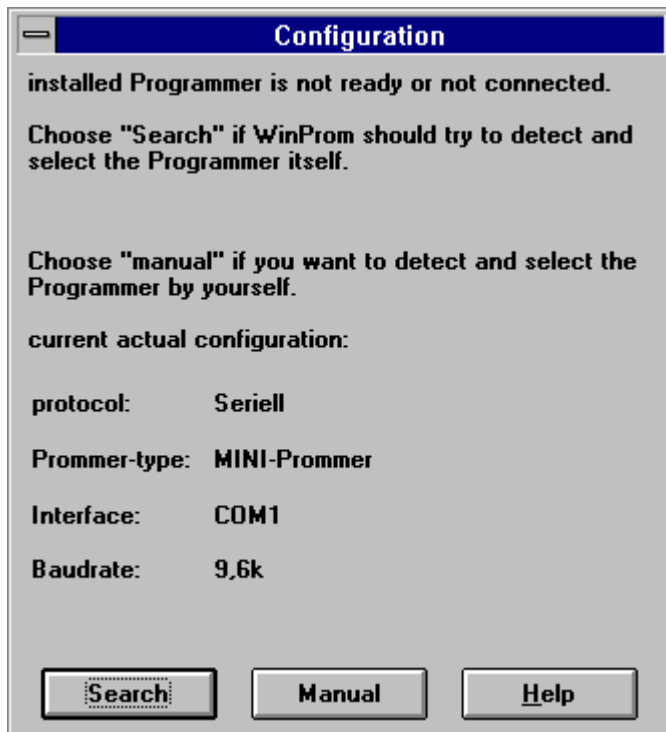 Configuration
installed Programmer is not ready or not connected.
Choose "Search" if WinProm should try to detect and
select the Programmer itself.
Choose "manual" if you want to detect and select the
Programmer by yourself.
current actual configuration:
protocol: Seriell
Prommer-type: MINI-Prommer
Interface: COM1
Baudrate: 9,6k
Search Manual Help